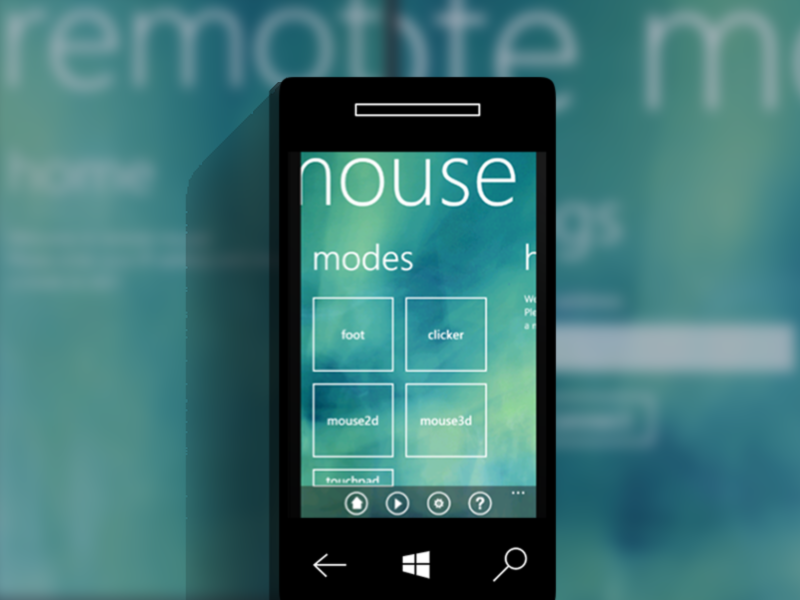 remote mo
home
gs
nouse
modes
h
We
Ple
a r
foot
clicker
mouse2d
mouse3d
touchpad
?
...